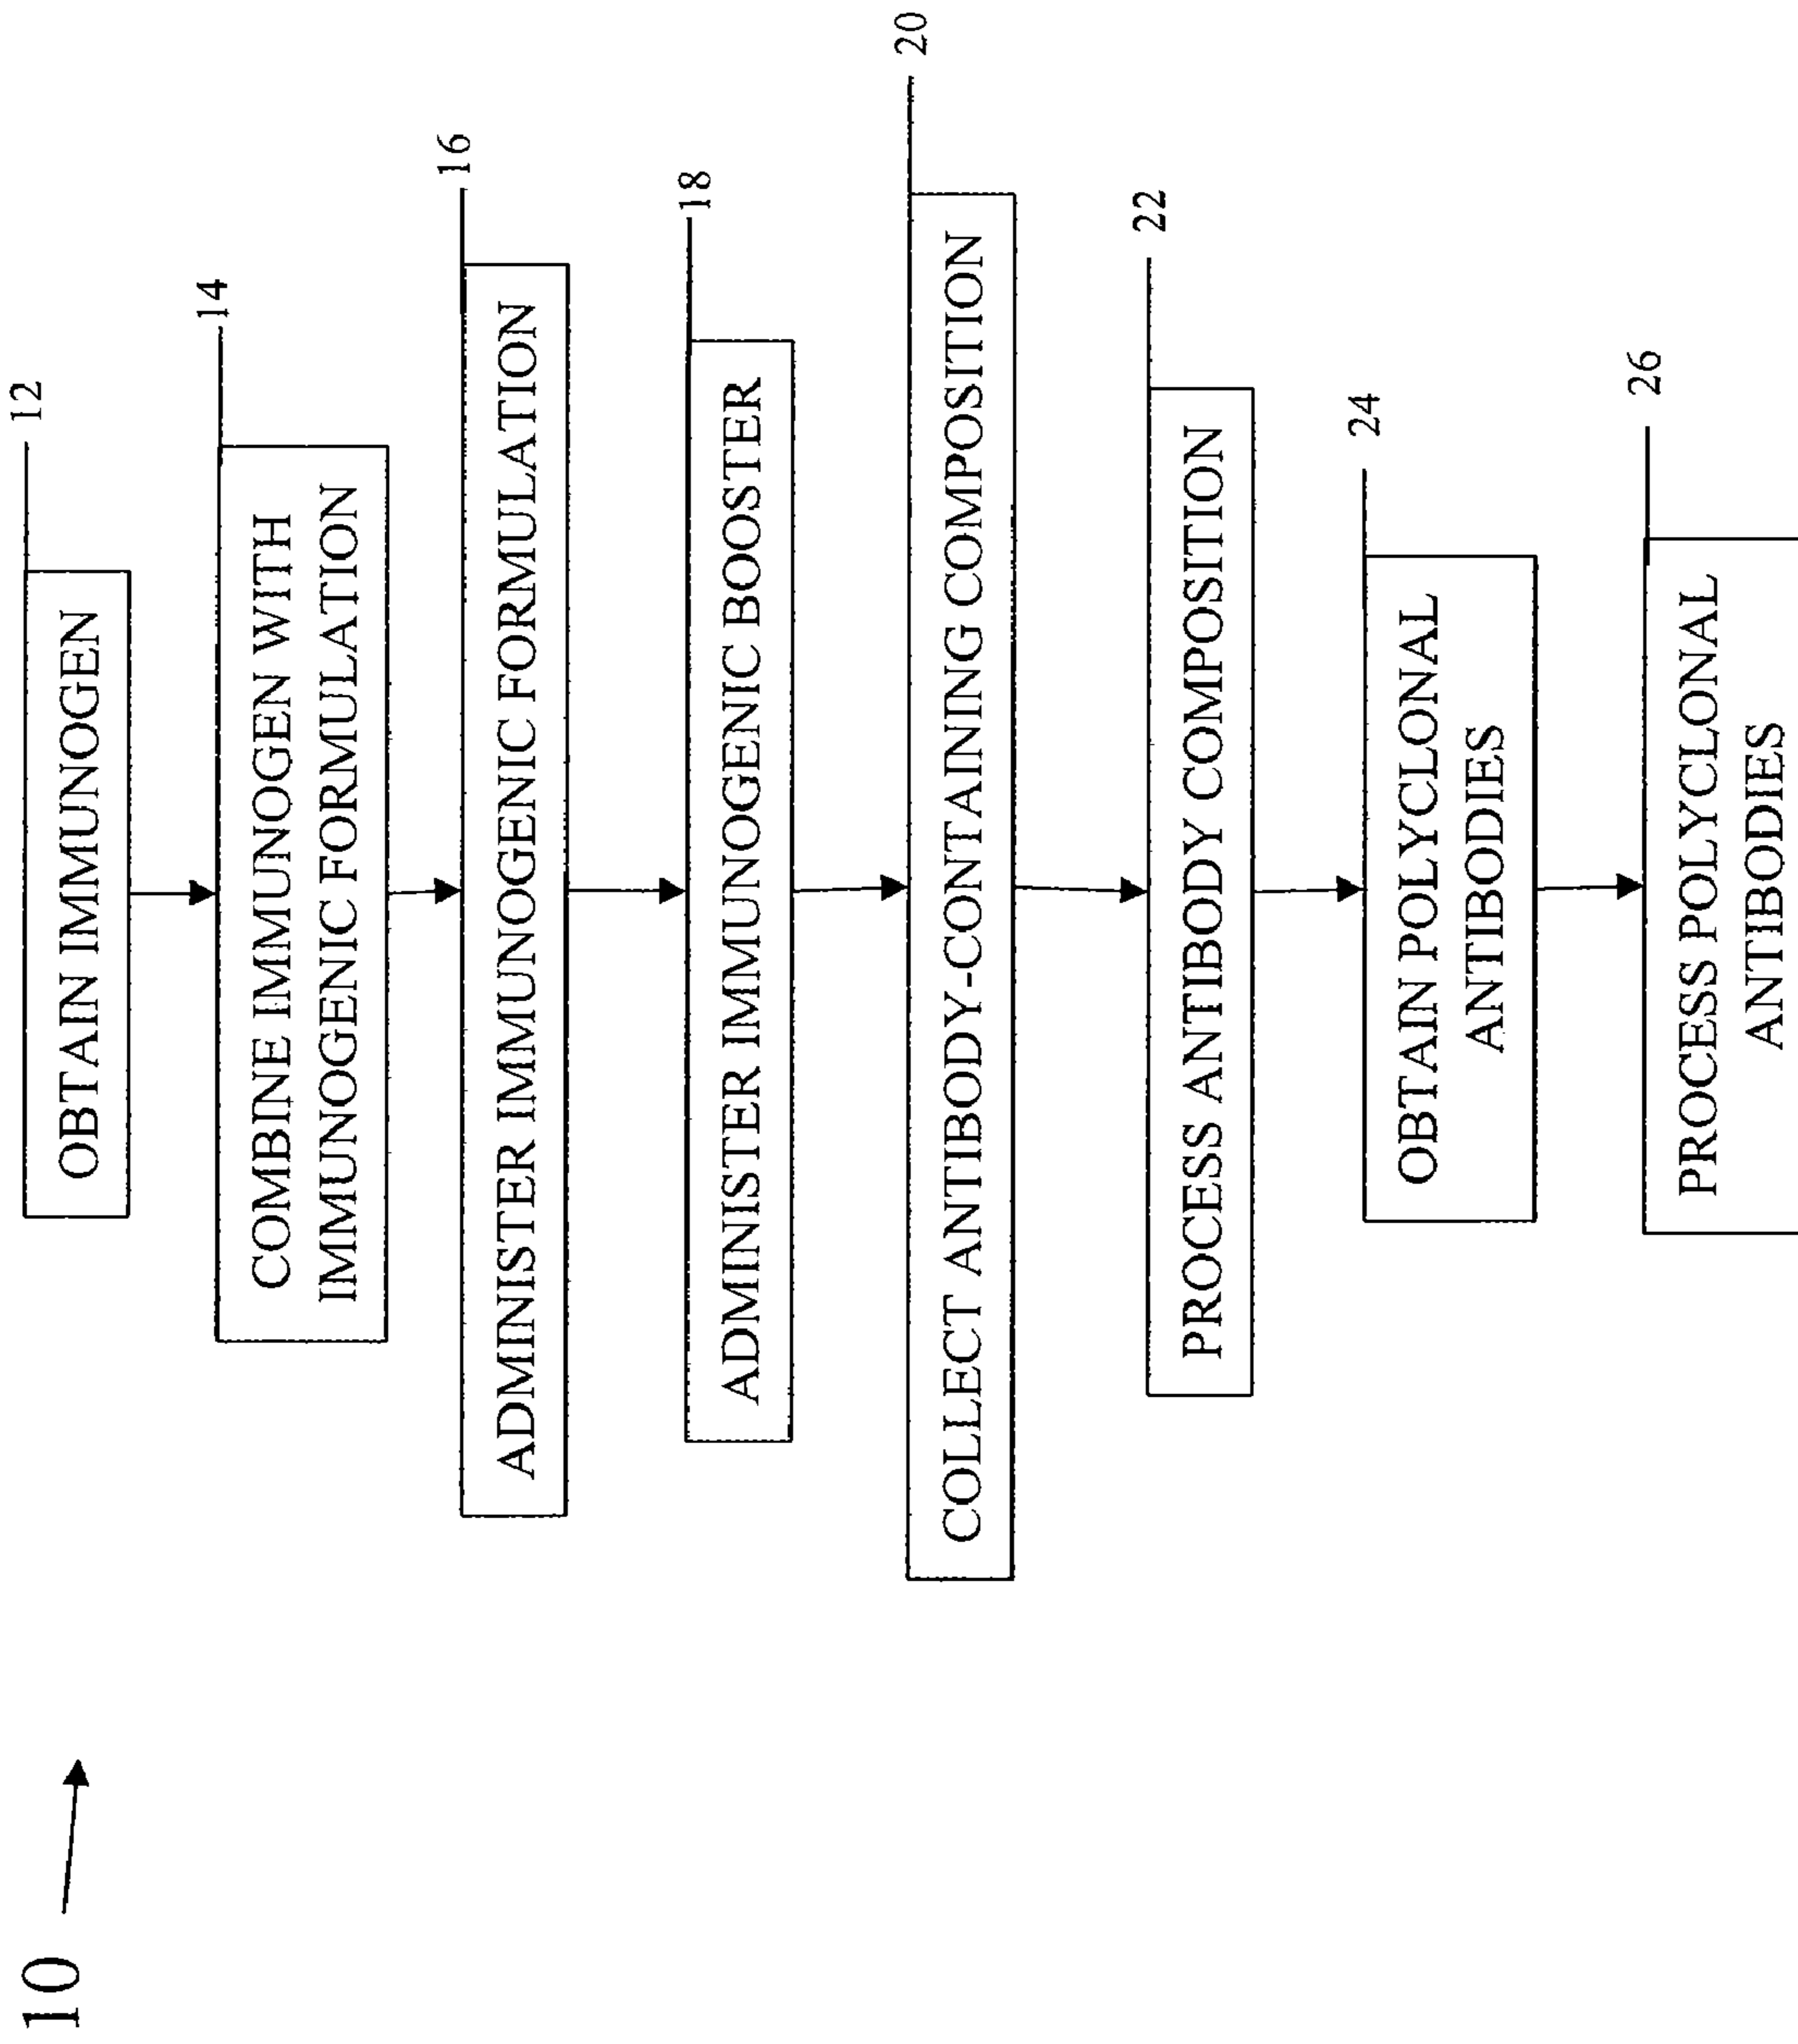 10
12
OBTAIN IMMUNOGEN
14
COMBINE IMMUNOGEN WITH
IMMUNOGENIC FORMULATION
16
ADMINISTER IMMUNOGENIC FORMULATION
18
ADMINISTER IMMUNOGENIC BOOSTER
20
COLLECT ANTIBODY-CONTAINING COMPOSITION
22
PROCESS ANTIBODY COMPOSITION
24
OBTAIN POLYCLONAL
ANTIBODIES
26
PROCESS POLYCLONAL
ANTIBODIES